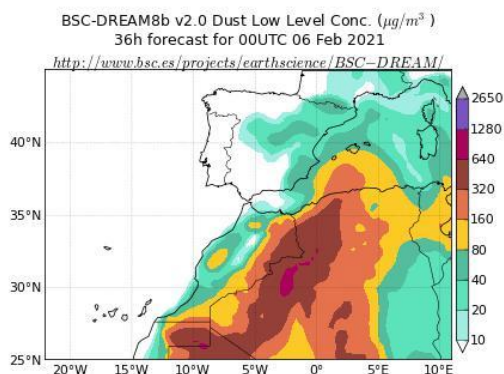 BSC-DREAM8b v2.0 Dust Low Level Conc. (μg/m³ )
36h forecast for 00UTC 06 Feb 2021
http://www.bsc.es/projects/earthscience/BSC−DREAM/
2650
1280
640
320
160
80
40
20
10
40°N
35°N
30°N
25°N
20°W
15°W
10°W
5°W
0°
5°E
10°E